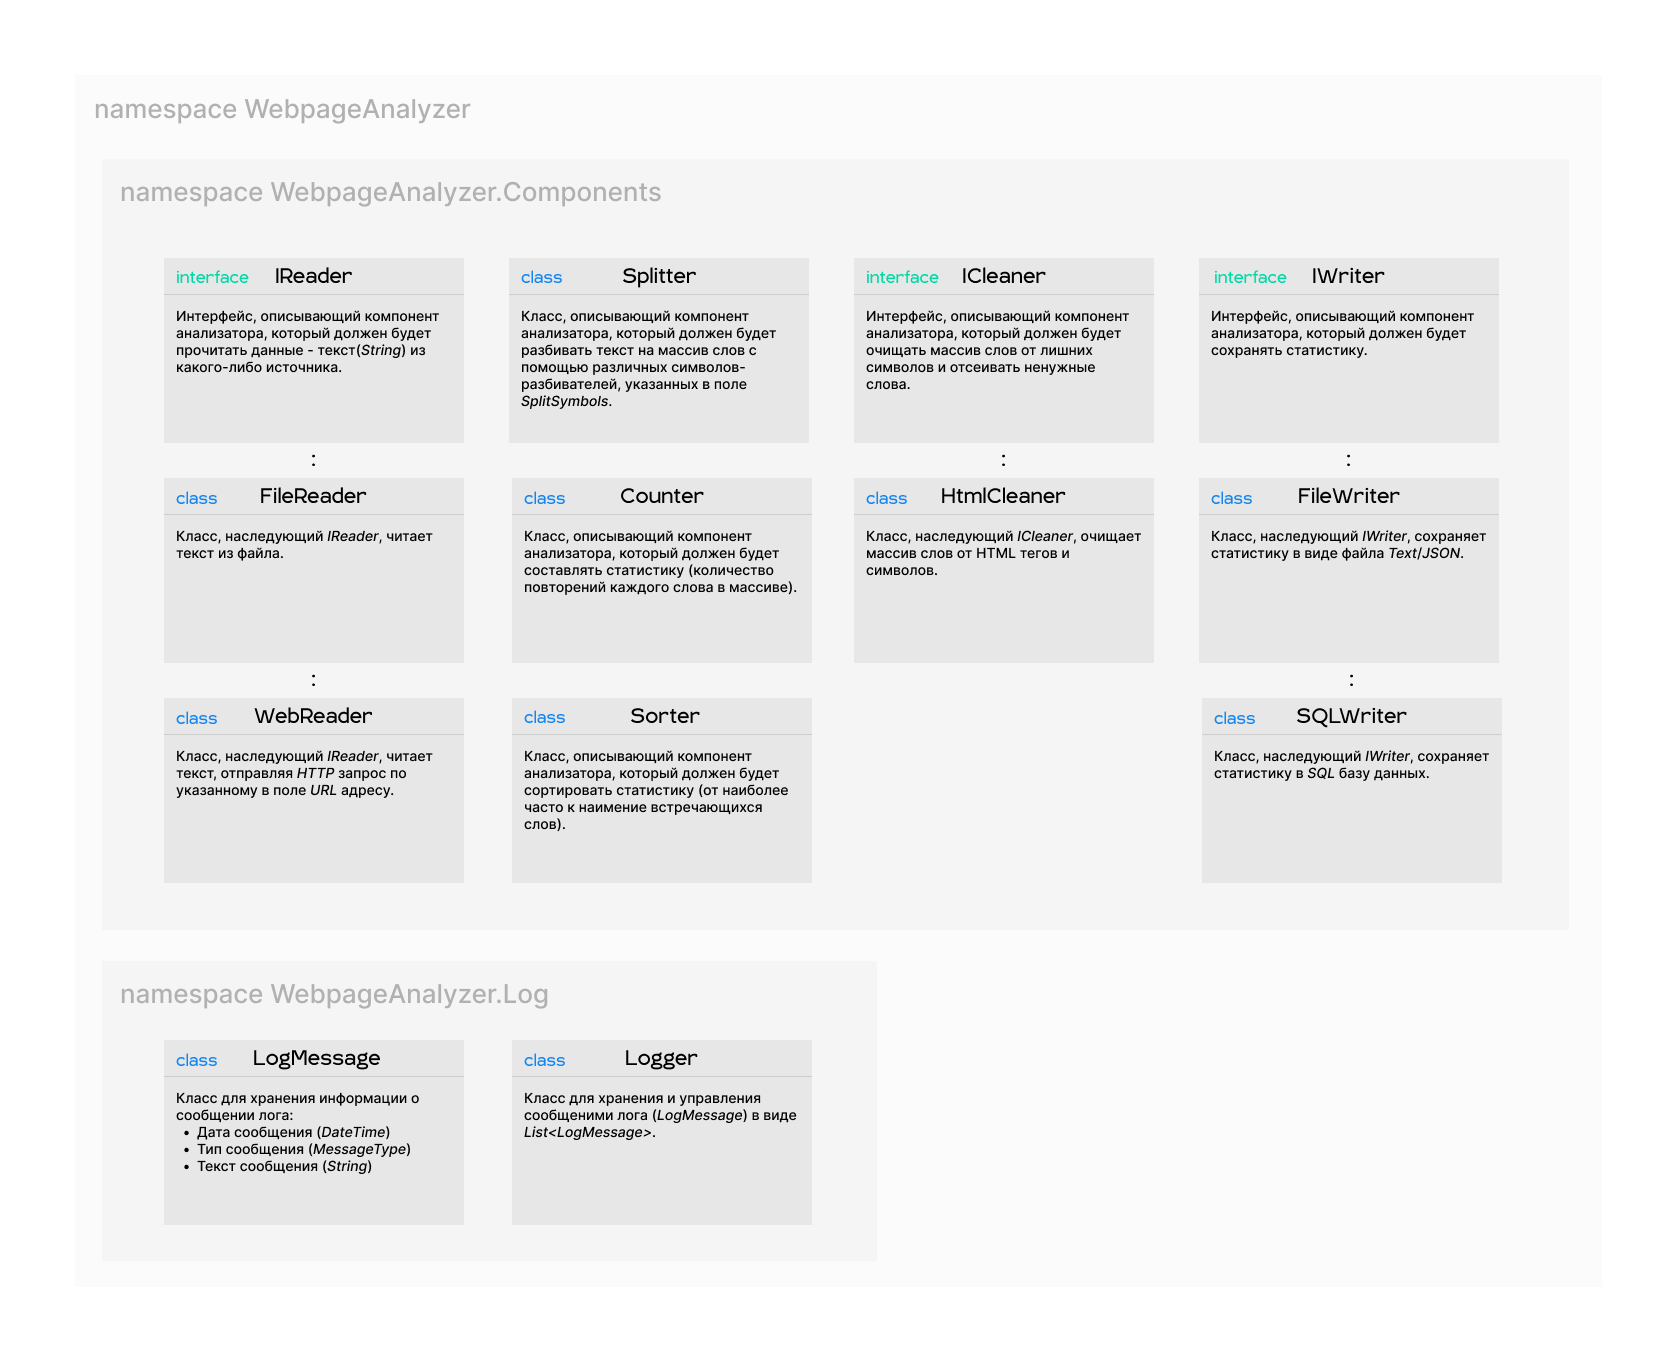 namespace WebpageAnalyzer
namespace WebpageAnalyzer.Components
interface IReader
Интерфейс, описывающий компонент
анализатора, который должен будет
прочитать данные - текст(String) из
какого-либо источника.
class Splitter
Класс, описывающий компонент
анализатора, который должен будет
разбивать текст на массив слов с
помощью различных символов-
разбивателей, указанных в поле
SplitSymbols.
interface ICleaner
Интерфейс, описывающий компонент
анализатора, который должен будет
очищать массив слов от лишних
символов и отсеивать ненужные
слова.
interface IWriter
Интерфейс, описывающий компонент
анализатора, который должен будет
сохранять статистику.
:
:
:
class FileReader
Класс, наследующий IReader, читает
текст из файла.
class Counter
Класс, описывающий компонент
анализатора, который должен будет
составлять статистику (количество
повторений каждого слова в массиве).
class HtmlCleaner
Класс, наследующий ICleaner, очищает
массив слов от HTML тегов и
символов.
class FileWriter
Класс, наследующий IWriter, сохраняет
статистику в виде файла Text/JSON.
:
:
class WebReader
Класс, наследующий IReader, читает
текст, отправляя HTTP запрос по
указанному в поле URL адресу.
class Sorter
Класс, описывающий компонент
анализатора, который должен будет
сортировать статистику (от наиболее
часто к наимение встречающихся
слов).
class SQLWriter
Класс, наследующий IWriter, сохраняет
статистику в SQL базу данных.
namespace WebpageAnalyzer.Log
class LogMessage
Класс для хранения информации о
сообщении лога:
• Дата сообщения (DateTime)
• Тип сообщения (MessageType)
• Текст сообщения (String)
class Logger
Класс для хранения и управления
сообщеними лога (LogMessage) в виде
List<LogMessage>.